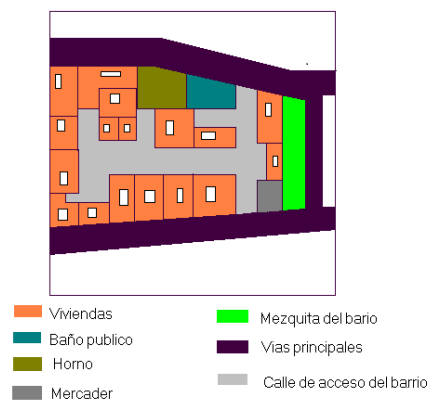 Viviendas
Baño publico
Horno
Mercader
Mezquita del bario
Vias principales
Calle de acceso del barrio